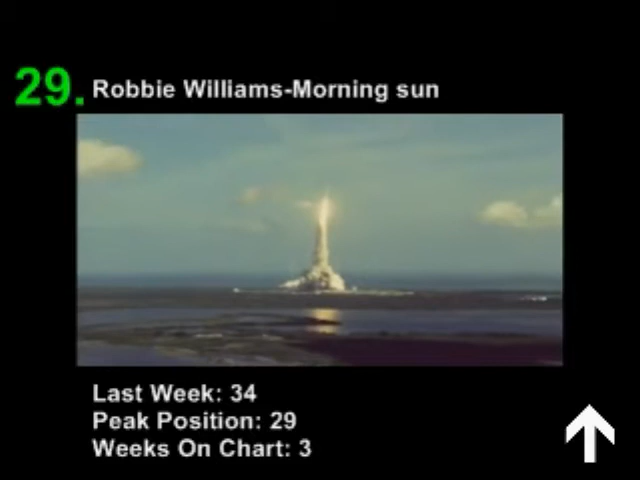 29. Robbie Williams-Morning sun
Last Week: 34
Peak Position: 29
Weeks On Chart: 3